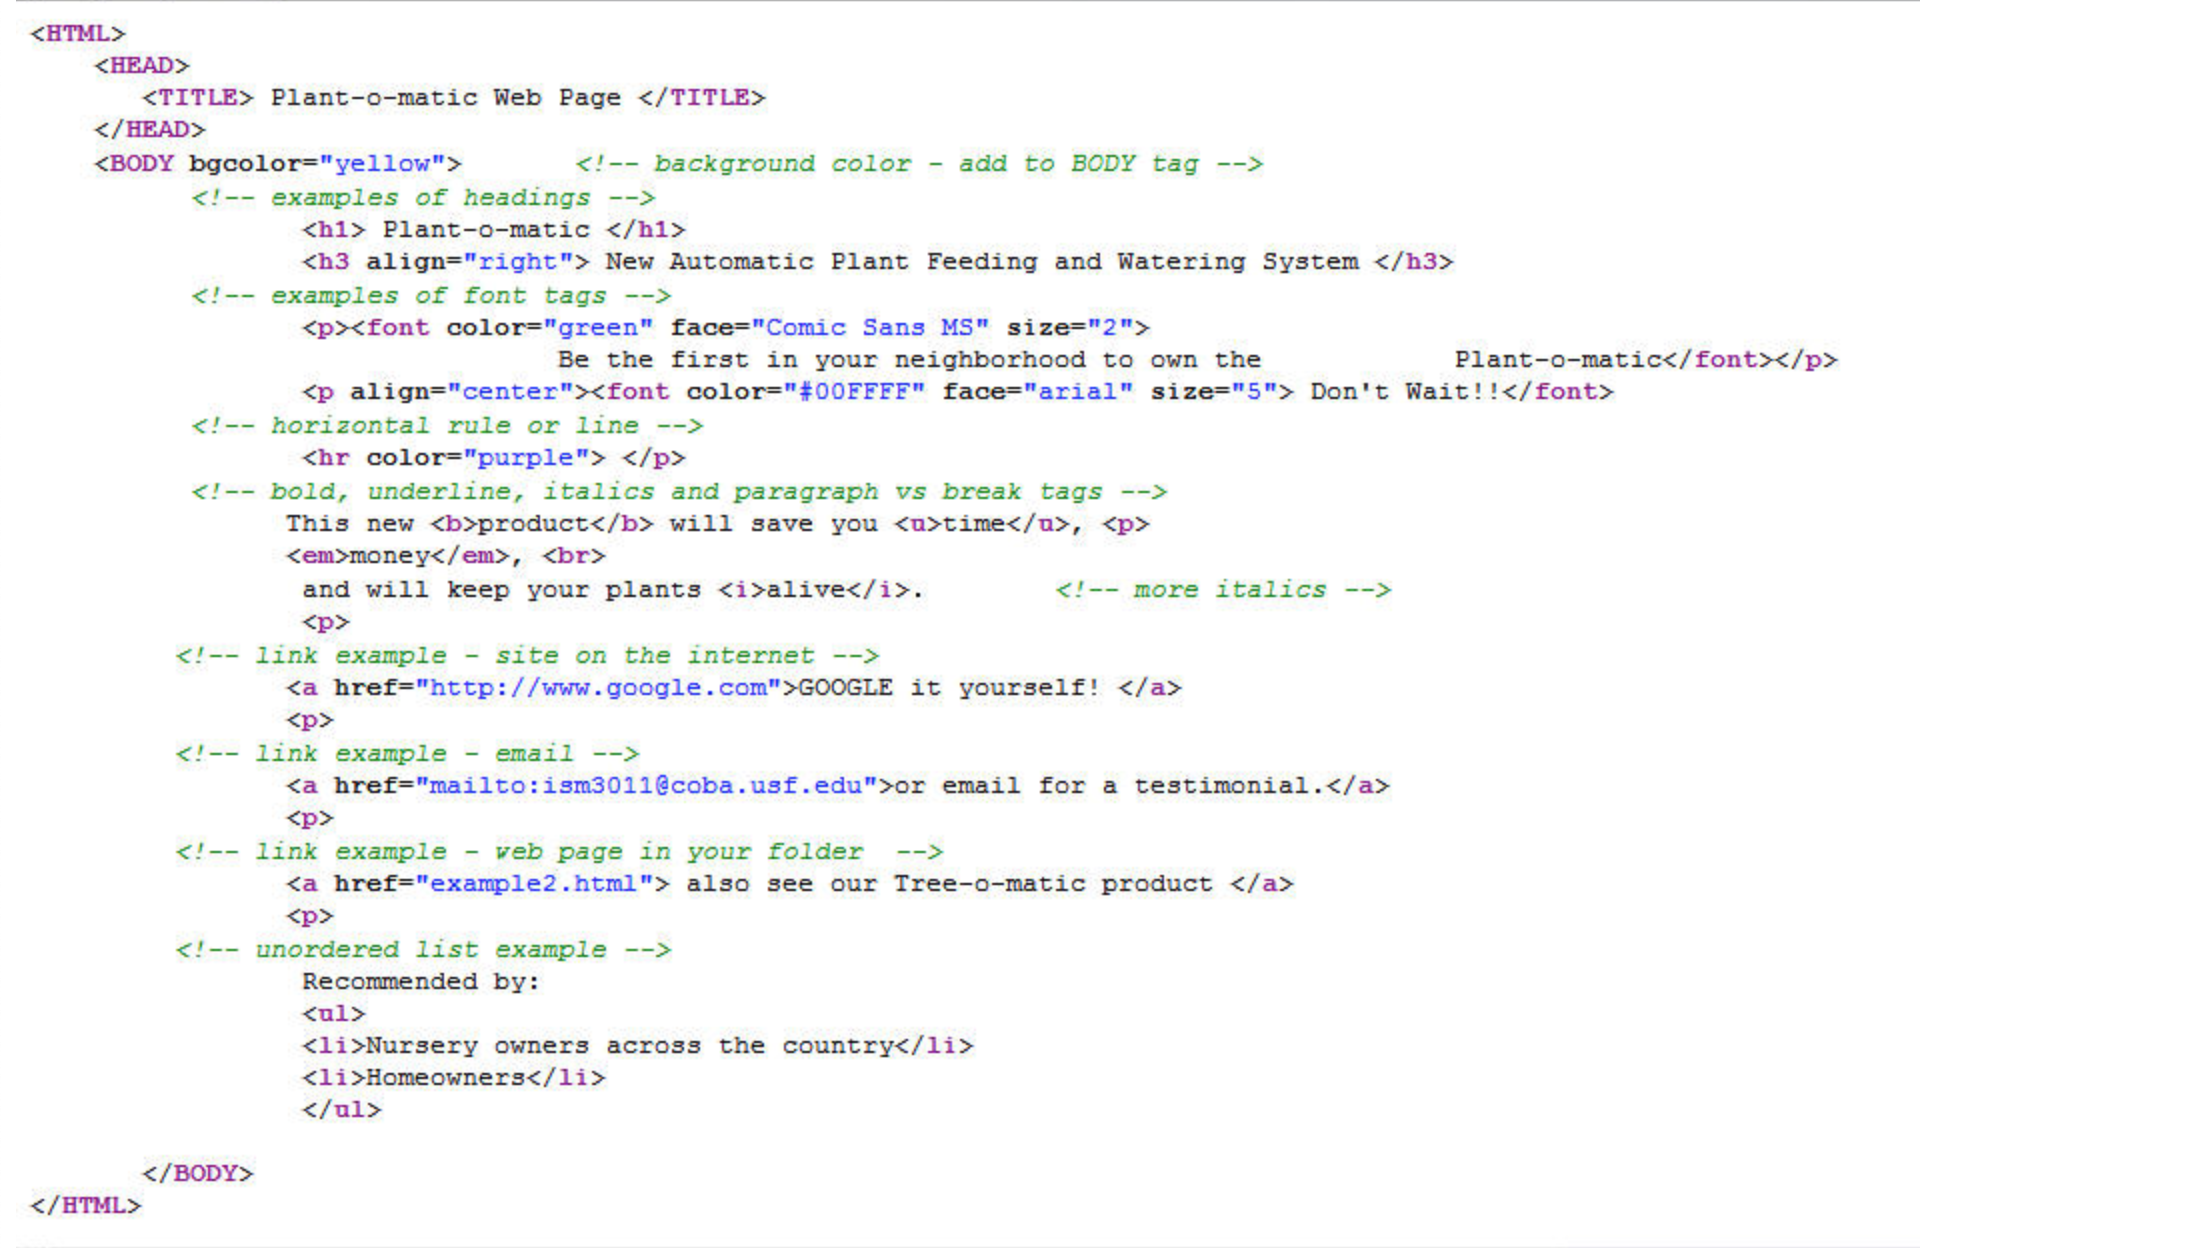 <HTML>
<HEAD>
<TITLE> Plant-o-matic Web Page </TITLE>
</HEAD>
<BODY bgcolor="yellow"> <!-- background color - add to BODY tag -->
<!-- examples of headings -->
<h1> Plant-o-matic </h1>
<h3 align="right"> New Automatic Plant Feeding and Watering System </h3>
<!-- examples of font tags -->
<p><font color="green" face="Comic Sans MS" size="2">
Be the first in your neighborhood to own the Plant-o-matic</font></p>
<p align="center"><font color="#00FFFF" face="arial" size="5"> Don't Wait!!</font>
<!-- horizontal rule or line -->
<hr color="purple"> </p>
<!-- bold, underline, italics and paragraph vs break tags -->
This new <b>product</b> will save you <u>time</u>, <p>
<em>money</em>, <br>
and will keep your plants <i>alive</i>. <!-- more italics -->
<p>
<!-- link example - site on the internet -->
<a href="http://www.google.com">GOOGLE it yourself! </a>
<p>
<!-- link example - email -->
<a href="mailto:ism3011@coba.usf.edu">or email for a testimonial.</a>
<p>
<!-- link example - web page in your folder -->
<a href="example2.html"> also see our Tree-o-matic product </a>
<p>
<!-- unordered list example -->
Recommended by:
<ul>
<li>Nursery owners across the country</li>
<li>Homeowners</li>
</ul>
</BODY>
</HTML>